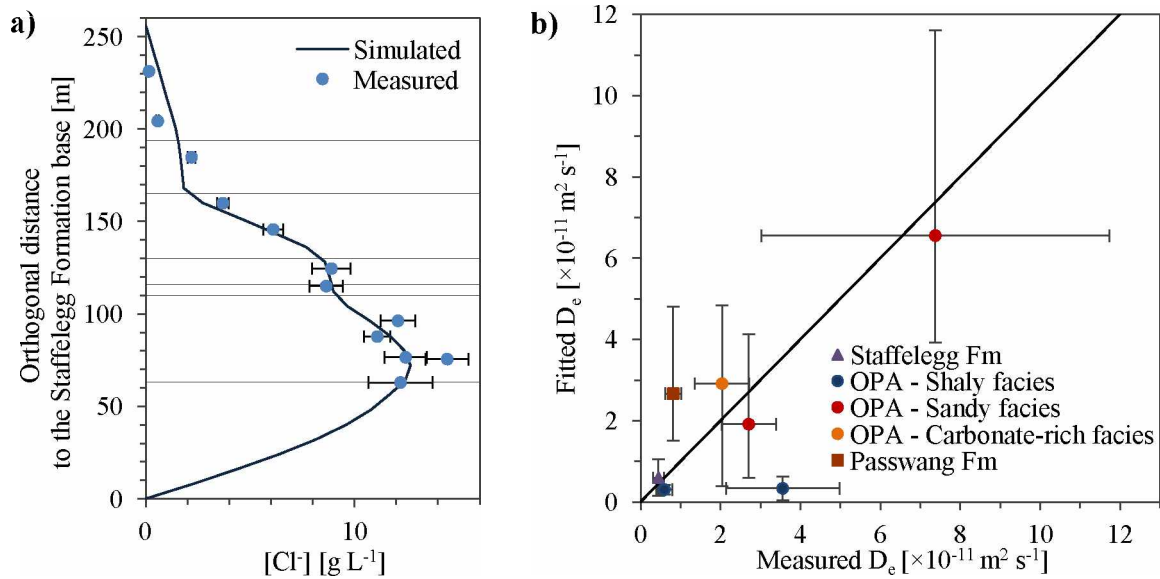 a)
Orthogonal distance
to the Staffelegg Formation base [m]
250
200
150
100
50
0
Simulated
Measured
0
10
[Cl⁻] [g L⁻¹]
b)
Fitted Dₑ [×10⁻¹¹ m² s⁻¹]
12
10
8
6
4
2
0
Staffelegg Fm
OPA - Shaly facies
OPA - Sandy facies
OPA - Carbonate-rich facies
Passwang Fm
0
2
4
6
8
10
12
Measured Dₑ [×10⁻¹¹ m² s⁻¹]